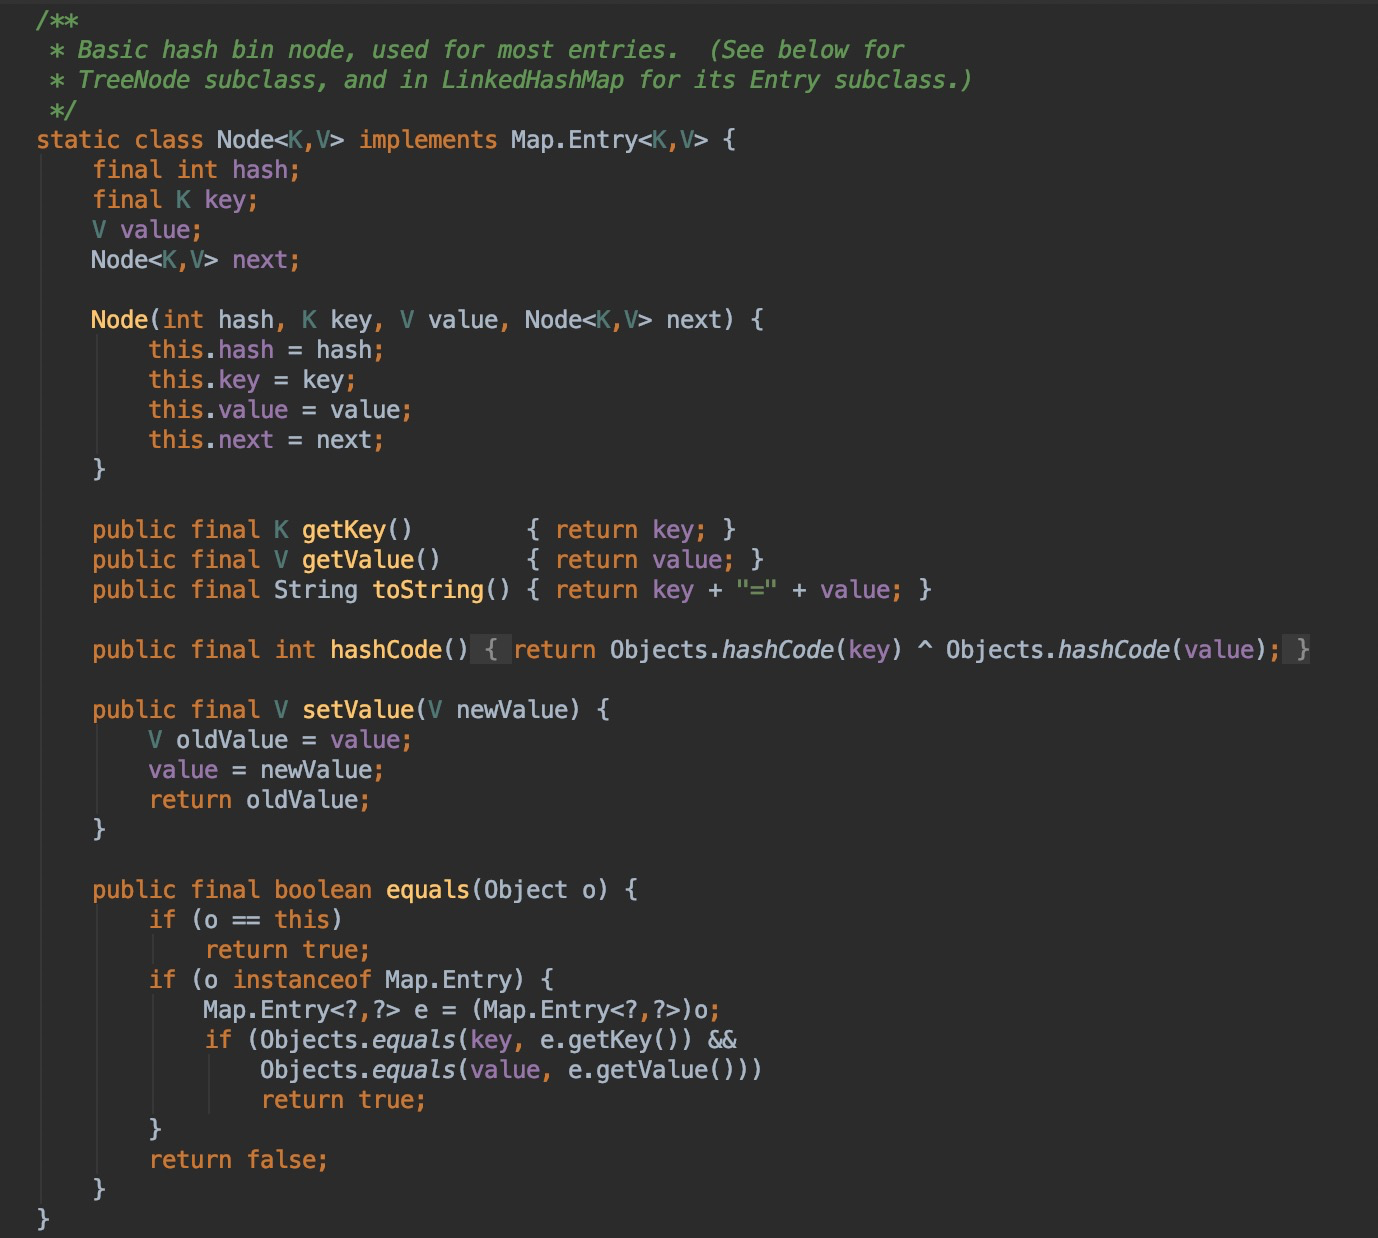 /**
 * Basic hash bin node, used for most entries.  (See below for
 * TreeNode subclass, and in LinkedHashMap for its Entry subclass.)
 */
static class Node<K,V> implements Map.Entry<K,V> {
    final int hash;
    final K key;
    V value;
    Node<K,V> next;

    Node(int hash, K key, V value, Node<K,V> next) {
        this.hash = hash;
        this.key = key;
        this.value = value;
        this.next = next;
    }

    public final K getKey()        { return key; }
    public final V getValue()      { return value; }
    public final String toString() { return key + "=" + value; }

    public final int hashCode() { return Objects.hashCode(key) ^ Objects.hashCode(value); }

    public final V setValue(V newValue) {
        V oldValue = value;
        value = newValue;
        return oldValue;
    }

    public final boolean equals(Object o) {
        if (o == this)
            return true;
        if (o instanceof Map.Entry) {
            Map.Entry<?,?> e = (Map.Entry<?,?>)o;
            if (Objects.equals(key, e.getKey()) &&
                Objects.equals(value, e.getValue()))
                return true;
        }
        return false;
    }
}